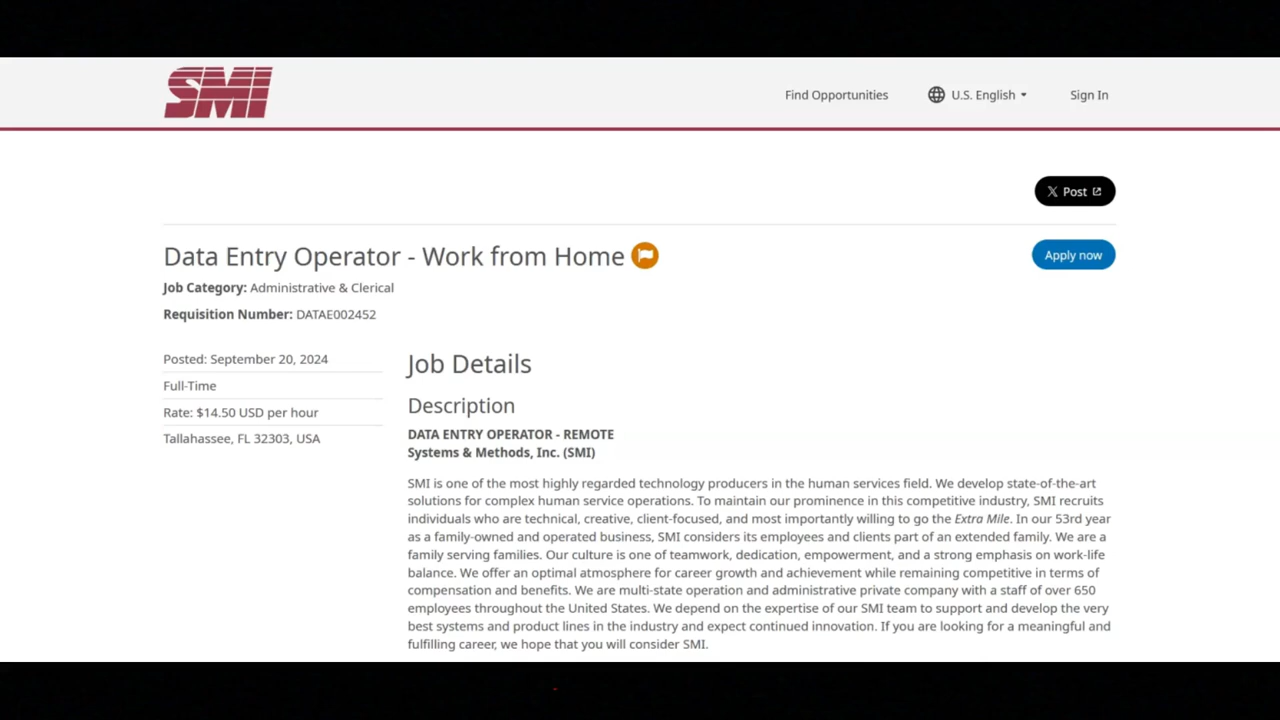 SMI
Find Opportunities
U.S. English
Sign In
X Post
Data Entry Operator - Work from Home
Apply now
Job Category: Administrative & Clerical
Requisition Number: DATAE002452
Posted: September 20, 2024
Full-Time
Rate: $14.50 USD per hour
Tallahassee, FL 32303, USA
Job Details
Description
DATA ENTRY OPERATOR - REMOTE
Systems & Methods, Inc. (SMI)
SMI is one of the most highly regarded technology producers in the human services field. We develop state-of-the-art
solutions for complex human service operations. To maintain our prominence in this competitive industry, SMI recruits
individuals who are technical, creative, client-focused, and most importantly willing to go the Extra Mile. In our 53rd year
as a family-owned and operated business, SMI considers its employees and clients part of an extended family. We are a
family serving families. Our culture is one of teamwork, dedication, empowerment, and a strong emphasis on work-life
balance. We offer an optimal atmosphere for career growth and achievement while remaining competitive in terms of
compensation and benefits. We are multi-state operation and administrative private company with a staff of over 650
employees throughout the United States. We depend on the expertise of our SMI team to support and develop the very
best systems and product lines in the industry and expect continued innovation. If you are looking for a meaningful and
fulfilling career, we hope that you will consider SMI.